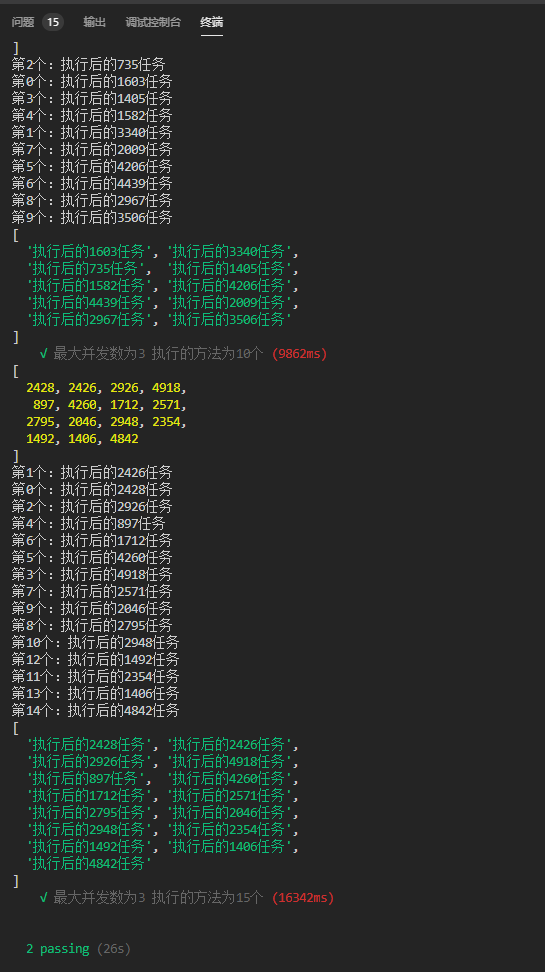 问题 15 输出 调试控制台 终端
]
第2个：执行后的735任务
第0个：执行后的1603任务
第3个：执行后的1405任务
第4个：执行后的1582任务
第1个：执行后的3340任务
第7个：执行后的2009任务
第5个：执行后的4206任务
第6个：执行后的4439任务
第8个：执行后的2967任务
第9个：执行后的3506任务
[
'执行后的1603任务', '执行后的3340任务',
'执行后的735任务', '执行后的1405任务',
'执行后的1582任务', '执行后的4206任务',
'执行后的4439任务', '执行后的2009任务',
'执行后的2967任务', '执行后的3506任务'
]
√ 最大并发数为3 执行的方法为10个 (9862ms)
[
2428, 2426, 2926, 4918,
897, 4260, 1712, 2571,
2795, 2046, 2948, 2354,
1492, 1406, 4842
]
第1个：执行后的2426任务
第0个：执行后的2428任务
第2个：执行后的2926任务
第4个：执行后的897任务
第6个：执行后的1712任务
第5个：执行后的4260任务
第3个：执行后的4918任务
第7个：执行后的2571任务
第9个：执行后的2046任务
第8个：执行后的2795任务
第10个：执行后的2948任务
第12个：执行后的1492任务
第11个：执行后的2354任务
第13个：执行后的1406任务
第14个：执行后的4842任务
[
'执行后的2428任务', '执行后的2426任务',
'执行后的2926任务', '执行后的4918任务',
'执行后的897任务', '执行后的4260任务',
'执行后的1712任务', '执行后的2571任务',
'执行后的2795任务', '执行后的2046任务',
'执行后的2948任务', '执行后的2354任务',
'执行后的1492任务', '执行后的1406任务',
'执行后的4842任务'
]
√ 最大并发数为3 执行的方法为15个 (16342ms)
2 passing (26s)